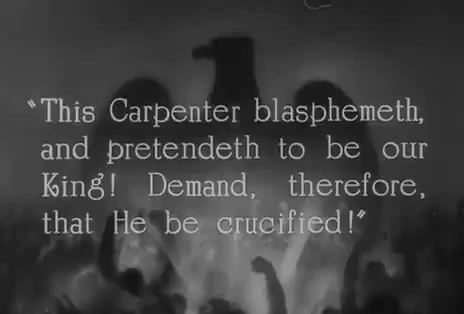 “This Carpenter blasphemeth,
and pretendeth to be our
King! Demand, therefore,
that He be crucified!”